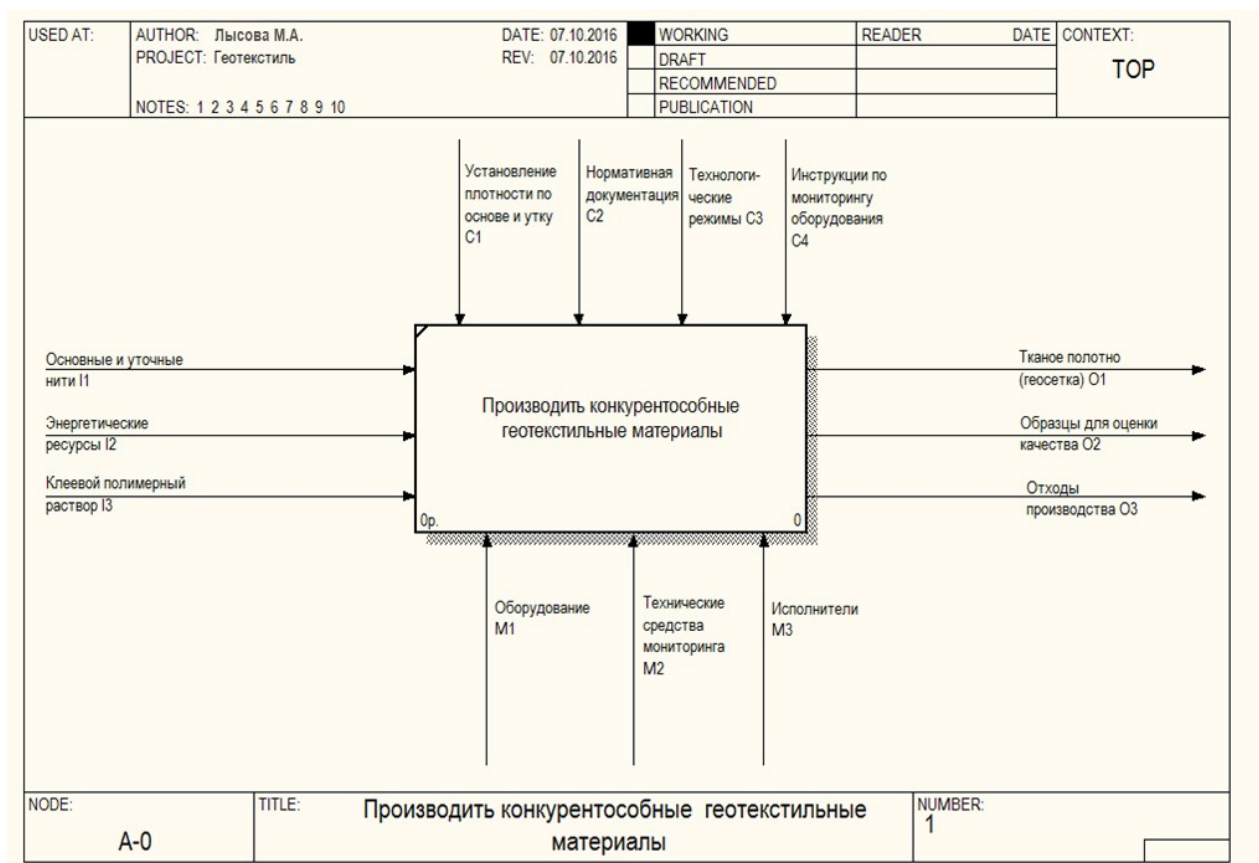 USED AT:
AUTHOR: Лысова М.А.
DATE: 07.10.2016
PROJECT: Геотекстиль
REV: 07.10.2016
NOTES: 1 2 3 4 5 6 7 8 9 10
WORKING
DRAFT
RECOMMENDED
PUBLICATION
READER DATE
CONTEXT:
TOP
Установление
плотности по
основе и утку
C1
Нормативная
документация
C2
Технологи-
ческие
режимы C3
Инструкции по
мониторингу
оборудования
C4
Основные и уточные
нити I1
Энергетические
ресурсы I2
Клеевой полимерный
раствор I3
Производить конкурентособные
геотекстильные материалы
0р.
0
Тканое полотно
(геосетка) O1
Образцы для оценки
качества O2
Отходы
производства O3
Оборудование
M1
Технические
средства
мониторинга
M2
Исполнители
M3
NODE:
A-0
TITLE:
Производить конкурентособные геотекстильные
материалы
NUMBER:
1